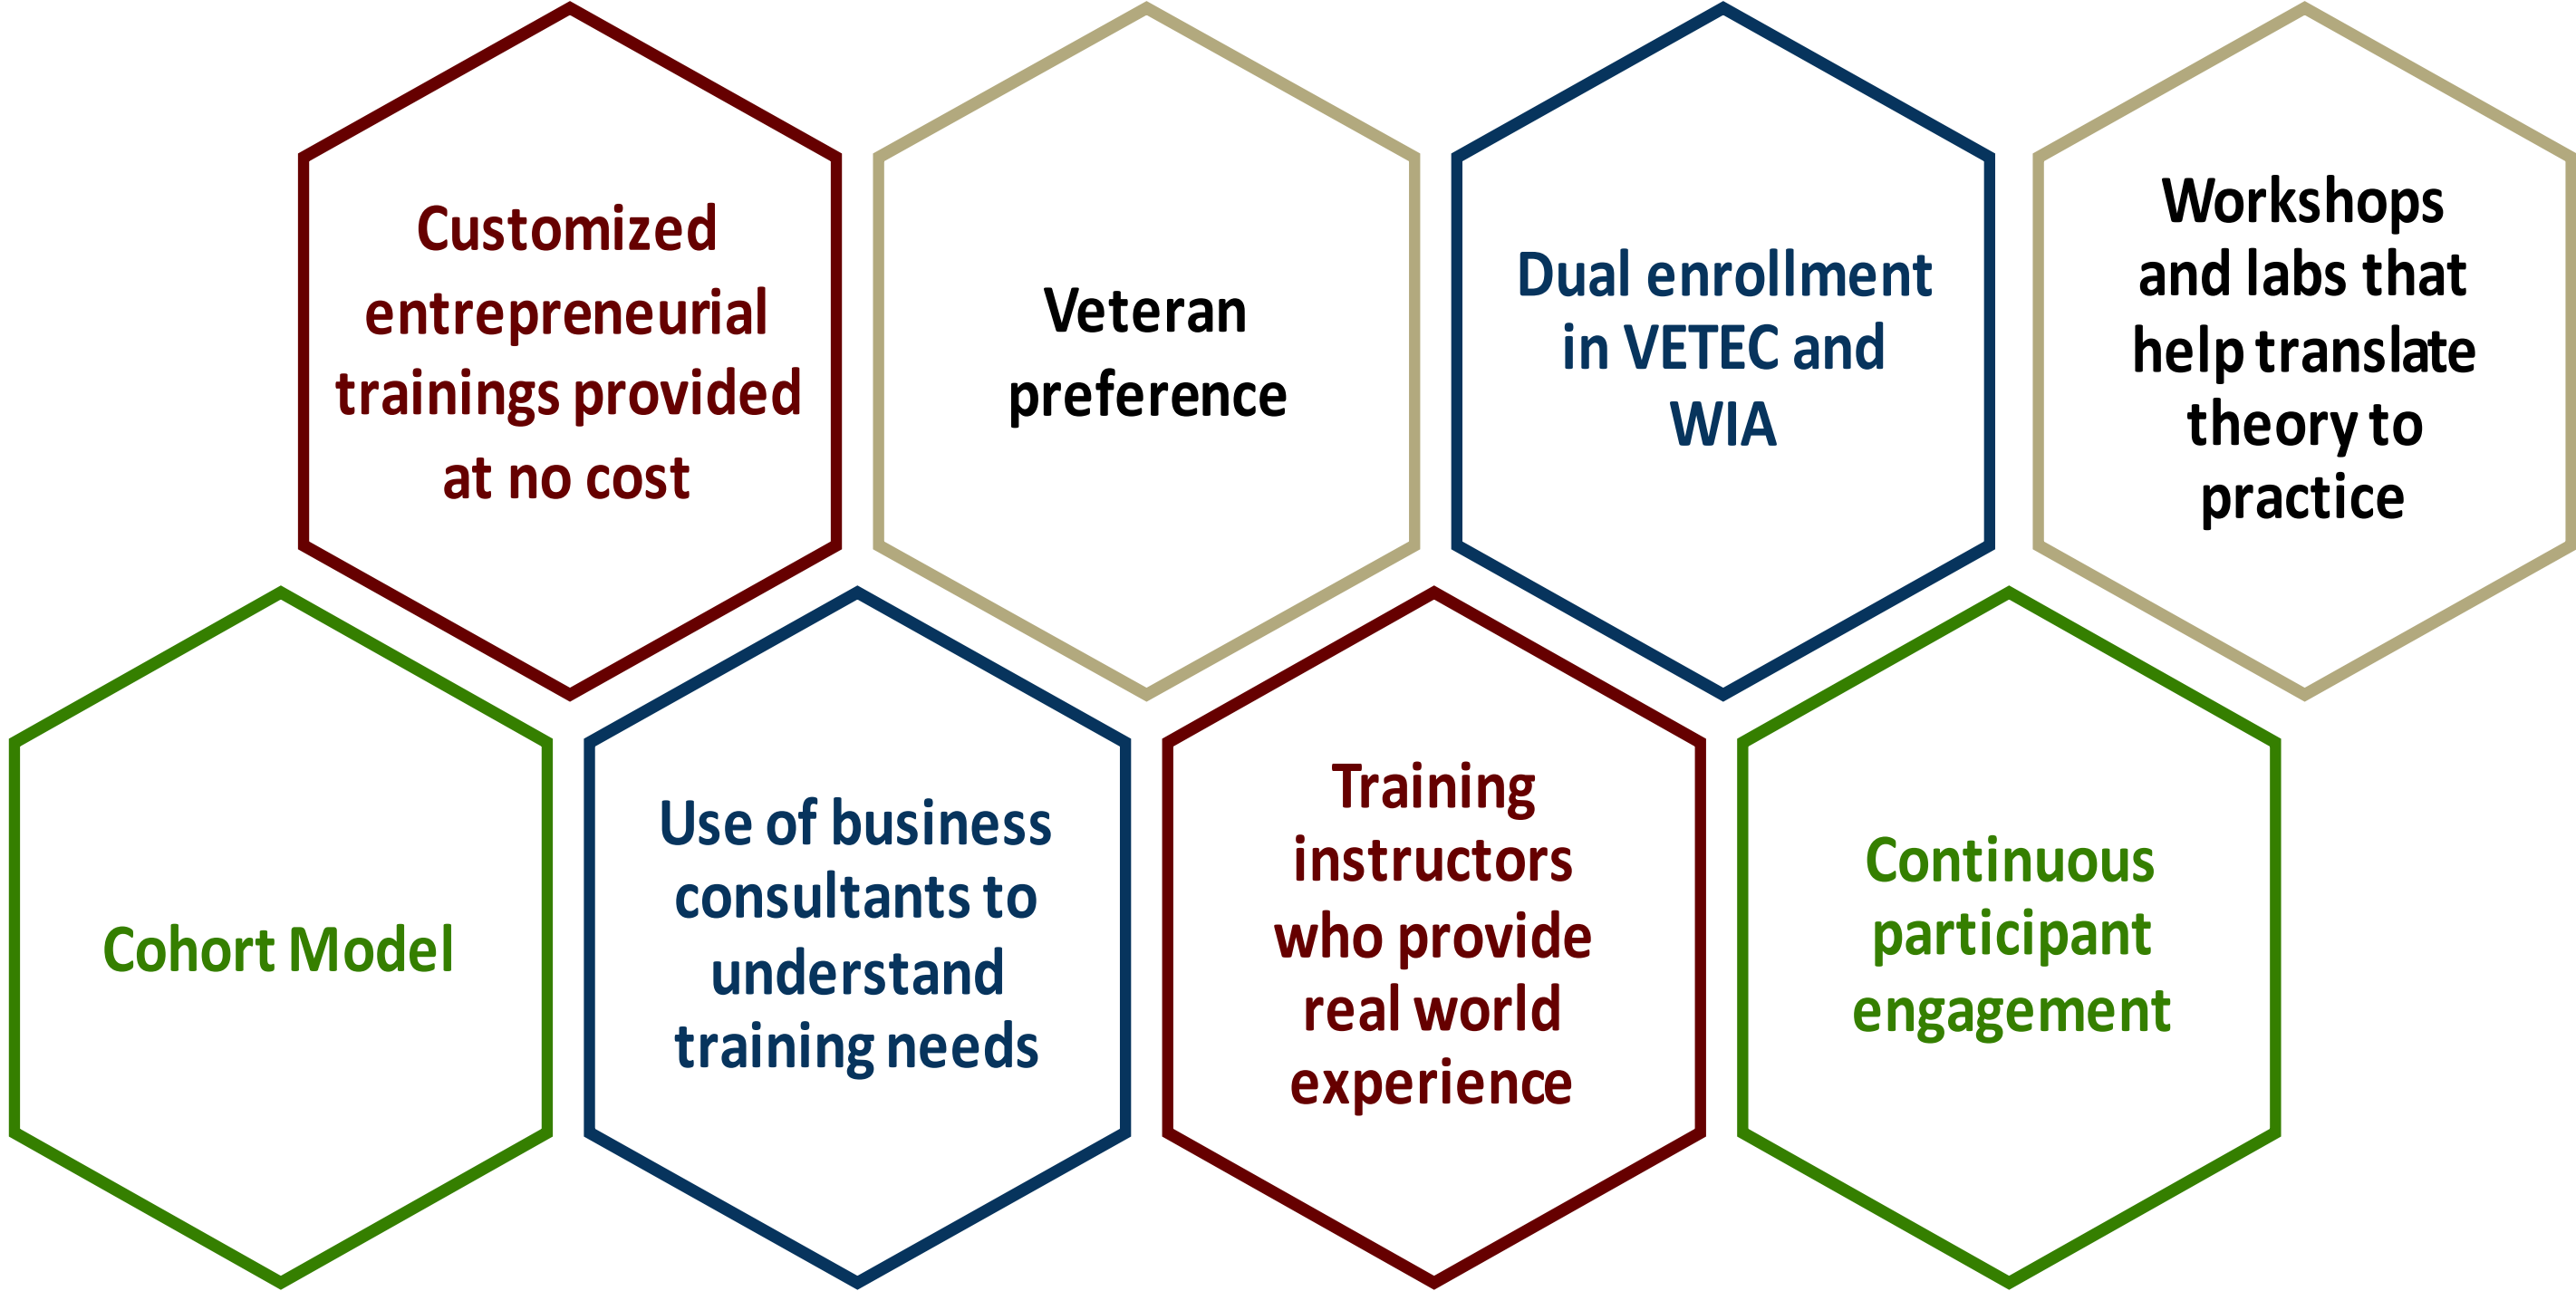 Customized
entrepreneurial
trainings provided
at no cost
Veteran
preference
Dual enrollment
in VETEC and
WIA
Workshops
and labs that
help translate
theory to
practice
Cohort Model
Use of business
consultants to
understand
training needs
Training
instructors
who provide
real world
experience
Continuous
participant
engagement